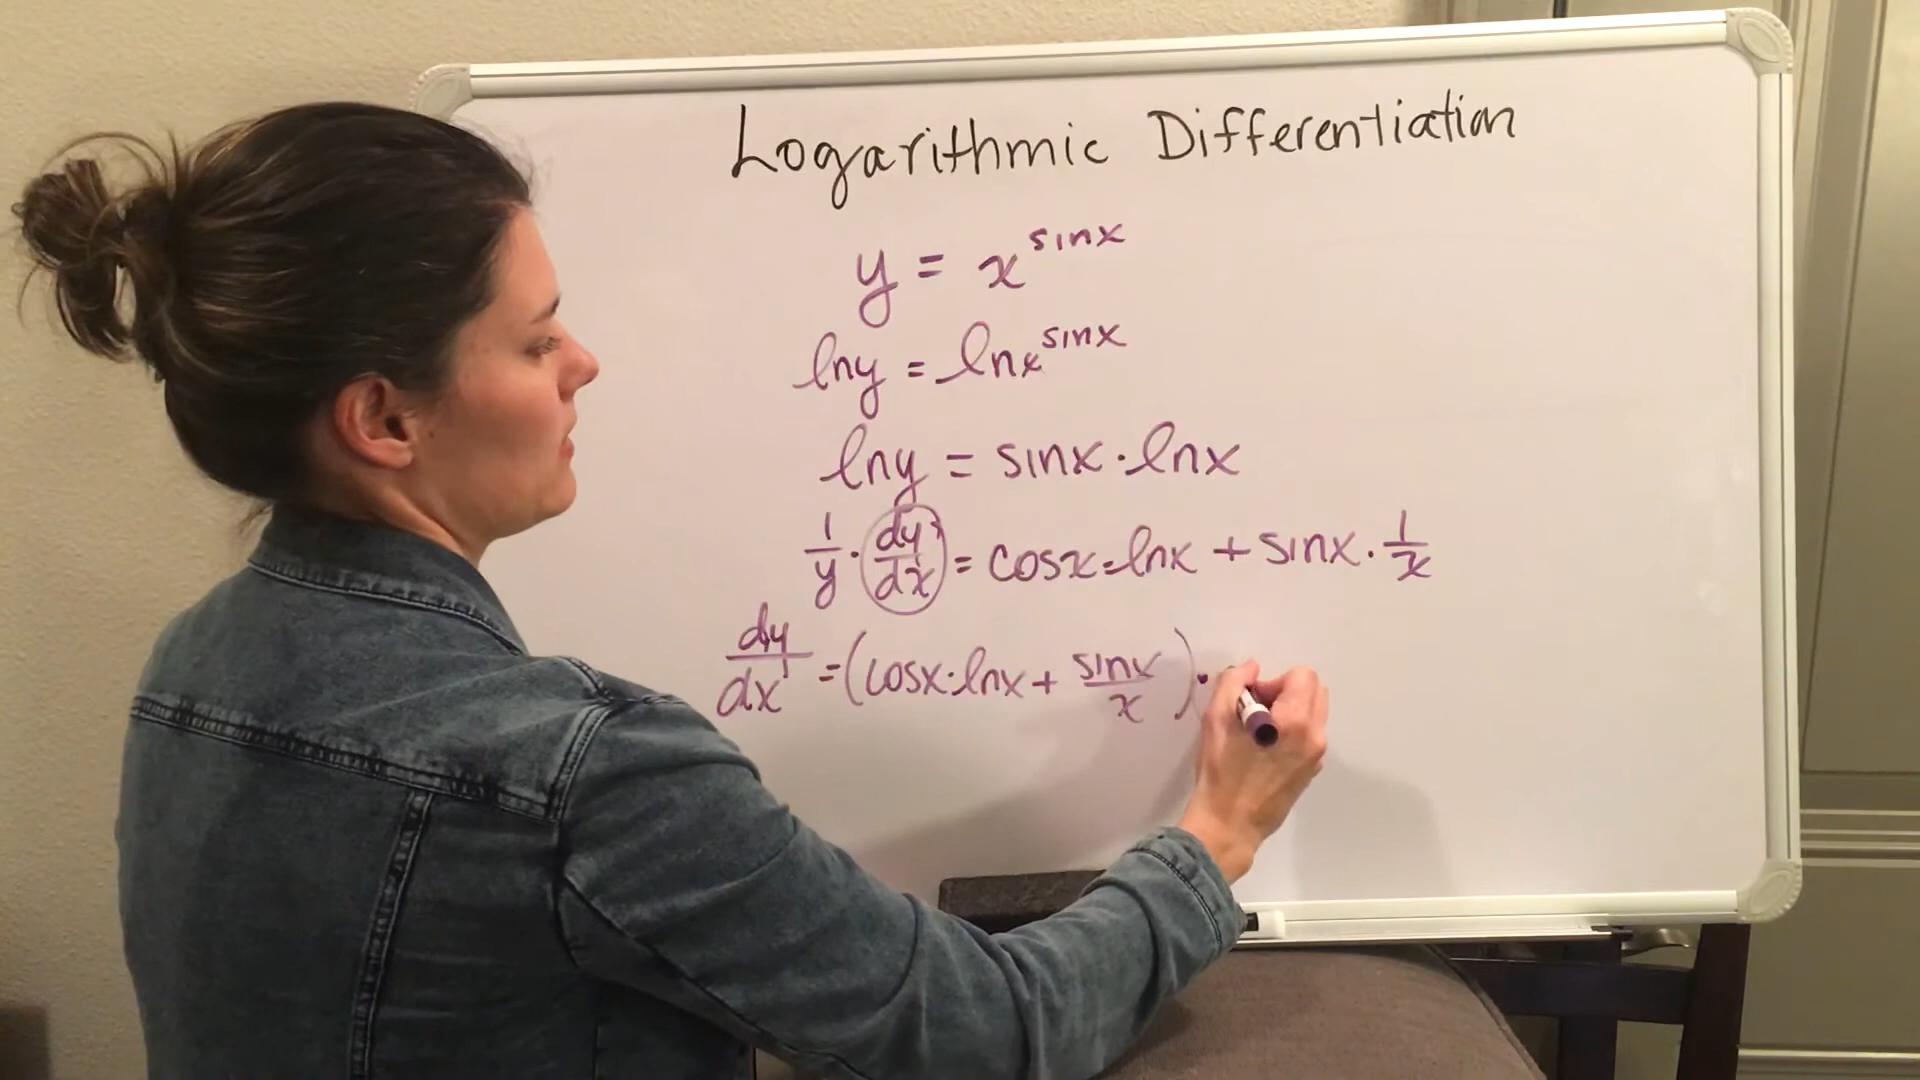 Logarithmic Differentiation
y = x^sinx
lny = lnx^sinx
lny = sinx · lnx
1/y · dy/dx = cosx · lnx + sinx · 1/x
dy/dx = (cosx · lnx + sinx/x) ·